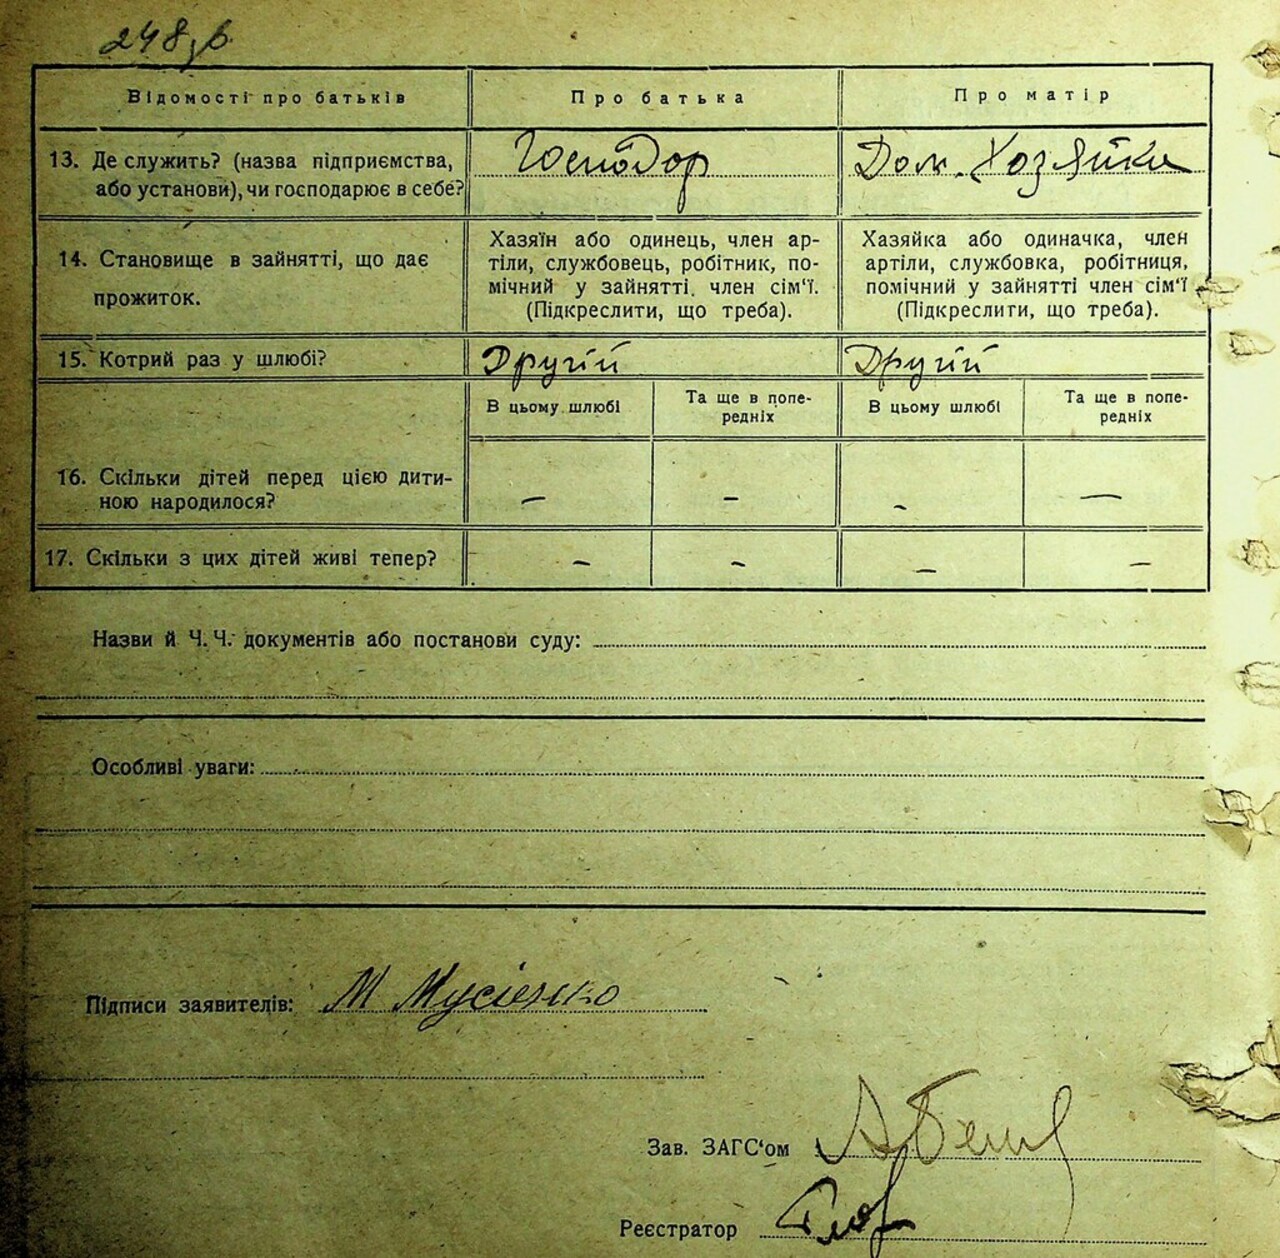 248,в
Відомості про батьків
Про батька
Про матір
13. Де служить? (назва підприємства,
або установи), чи господарює в себе?
Господор
Дом. Хозяйка
14. Становище в зайнятті, що дає
прожиток.
Хазяїн або одинець, член ар-
тіли, службовець, робітник, по-
мічний у зайнятті, член сім'ї.
(Підкреслити, що треба).
Хазяйка або одиначка, член
артіли, службовка, робітниця,
помічний у зайнятті член сім'ї
(Підкреслити, що треба).
15. Котрий раз у шлюбі?
Другій
Другій
В цьому шлюбі
Та ще в попе-
редніх
В цьому шлюбі
Та ще в попе-
редніх
16. Скільки дітей перед цією дити-
ною народилося?
— — — —
17. Скільки з цих дітей живі тепер?
— — — —
Назви й Ч. Ч. документів або постанови суду:
Особливі уваги:
Підписи заявителів: М Мусієнко
Зав. ЗАГС'ом
Реєстратор